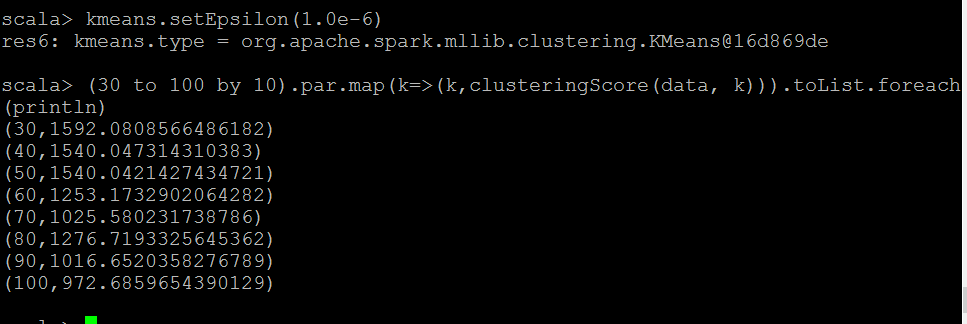 scala> kmeans.setEpsilon(1.0e-6)
res6: kmeans.type = org.apache.spark.mllib.clustering.KMeans@16d869de
scala> (30 to 100 by 10).par.map(k=>(k,clusteringScore(data, k))).toList.foreach
(println)
(30,1592.0808566486182)
(40,1540.047314310383)
(50,1540.0421427434721)
(60,1253.1732902064282)
(70,1025.580231738786)
(80,1276.7193325645362)
(90,1016.6520358276789)
(100,972.6859654390129)